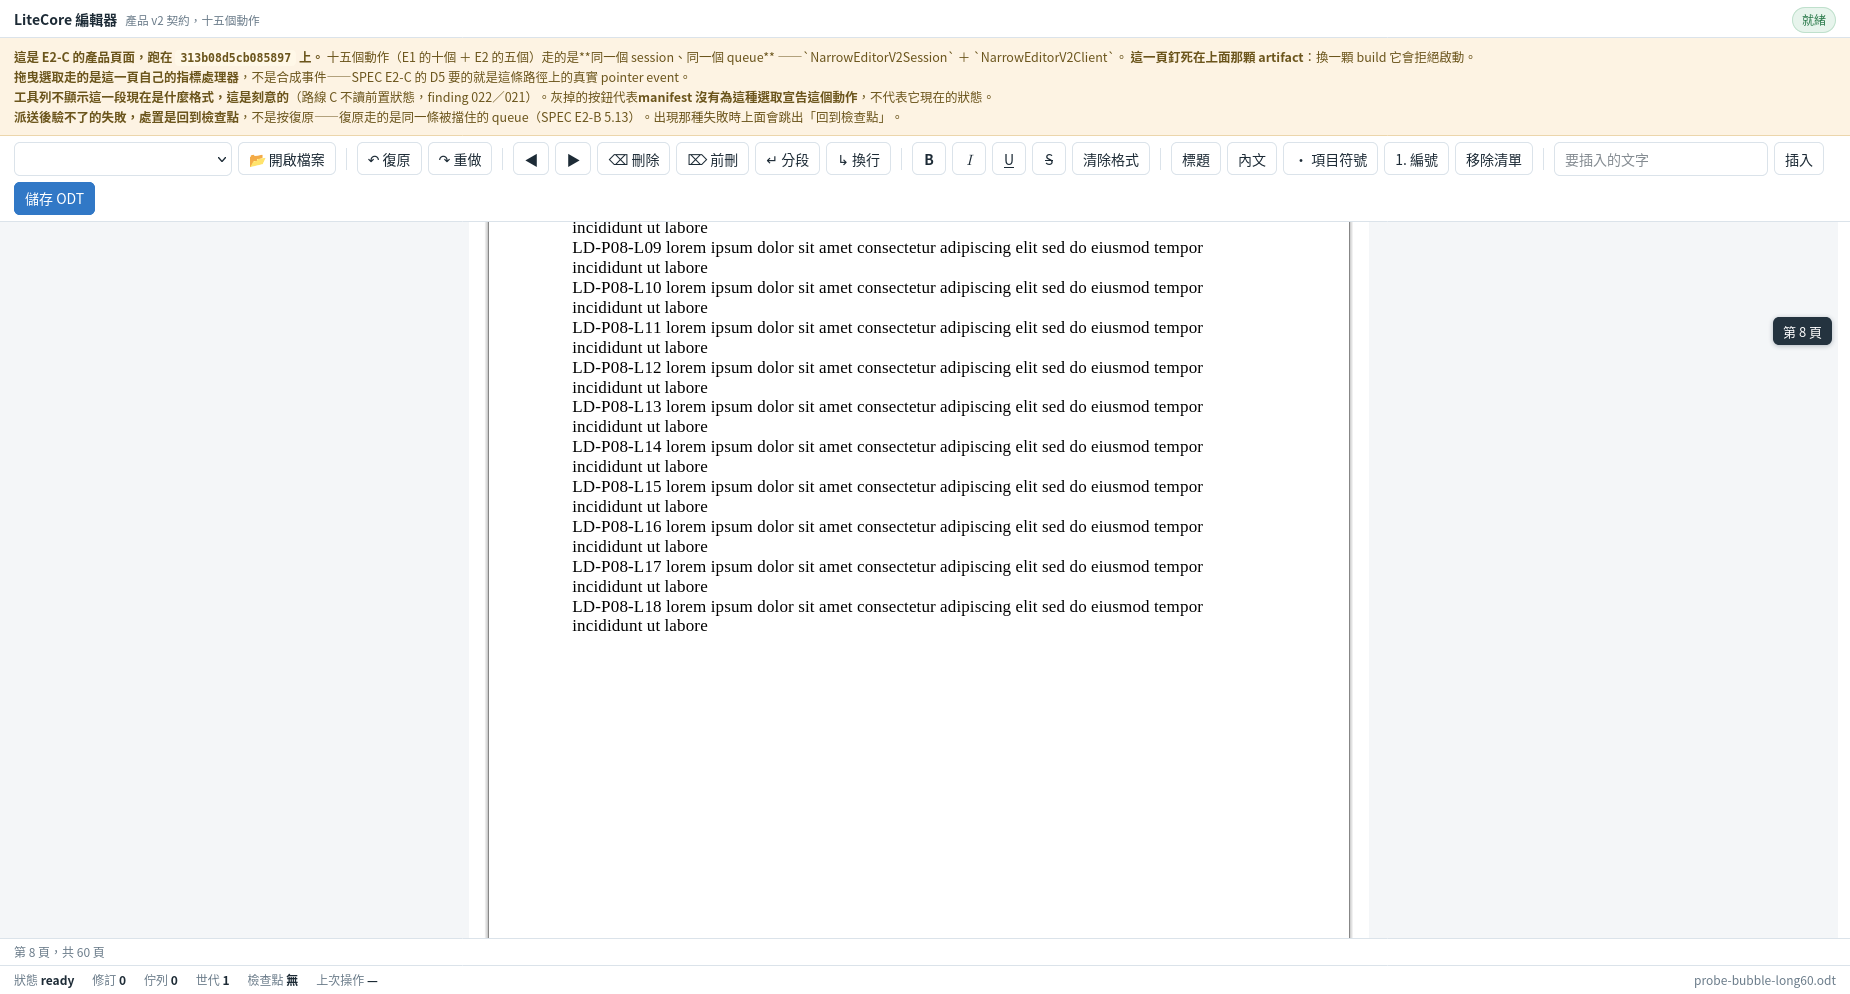 LiteCore 編輯器 產品 v2 契約，十五個動作 就緒
這是 E2-C 的產品頁面，跑在 313b08d5cb085897 上。 十五個動作（E1 的十個 ＋ E2 的五個）走的是**同一個 session、同一個 queue** ——`NarrowEditorV2Session` ＋ `NarrowEditorV2Client`。 這一頁釘死在上面那顆 artifact：換一顆 build 它會拒絕啟動。
拖曳選取走的是這一頁自己的指標處理器，不是合成事件——SPEC E2-C 的 D5 要的就是這條路徑上的真實 pointer event。
工具列不顯示這一段現在是什麼格式，這是刻意的（路線 C 不讀前置狀態，finding 022／021）。灰掉的按鈕代表manifest 沒有為這種選取宣告這個動作，不代表它現在的狀態。
派送後驗不了的失敗，處置是回到檢查點，不是按復原——復原走的是同一條被擋住的 queue（SPEC E2-B 5.13）。出現那種失敗時上面會跳出「回到檢查點」。
📂 開啟檔案 ↶ 復原 ↷ 重做 ◀ ▶ ⌫ 刪除 ⌦ 前刪 ↵ 分段 ↳ 換行 B I U S 清除格式 標題 內文 ・ 項目符號 1. 編號 移除清單 要插入的文字 插入
儲存 ODT
incididunt ut labore
LD-P08-L09 lorem ipsum dolor sit amet consectetur adipiscing elit sed do eiusmod tempor
incididunt ut labore
LD-P08-L10 lorem ipsum dolor sit amet consectetur adipiscing elit sed do eiusmod tempor
incididunt ut labore
LD-P08-L11 lorem ipsum dolor sit amet consectetur adipiscing elit sed do eiusmod tempor
第 8 頁
incididunt ut labore
LD-P08-L12 lorem ipsum dolor sit amet consectetur adipiscing elit sed do eiusmod tempor
incididunt ut labore
LD-P08-L13 lorem ipsum dolor sit amet consectetur adipiscing elit sed do eiusmod tempor
incididunt ut labore
LD-P08-L14 lorem ipsum dolor sit amet consectetur adipiscing elit sed do eiusmod tempor
incididunt ut labore
LD-P08-L15 lorem ipsum dolor sit amet consectetur adipiscing elit sed do eiusmod tempor
incididunt ut labore
LD-P08-L16 lorem ipsum dolor sit amet consectetur adipiscing elit sed do eiusmod tempor
incididunt ut labore
LD-P08-L17 lorem ipsum dolor sit amet consectetur adipiscing elit sed do eiusmod tempor
incididunt ut labore
LD-P08-L18 lorem ipsum dolor sit amet consectetur adipiscing elit sed do eiusmod tempor
incididunt ut labore
第 8 頁，共 60 頁
狀態 ready 修訂 0 佇列 0 世代 1 檢查點 無 上次操作 — probe-bubble-long60.odt